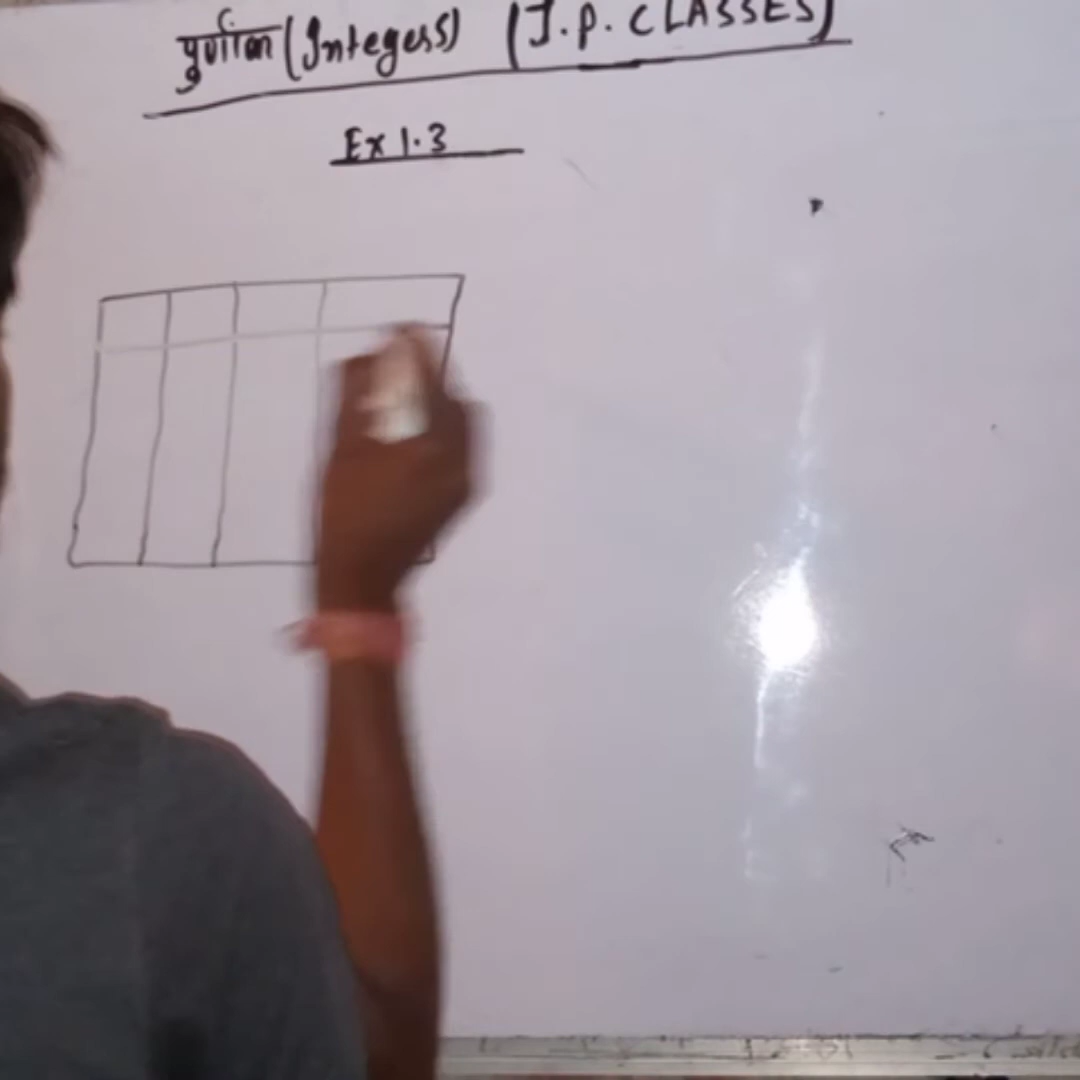 पुर्णांक (Integers) (J.P. CLASSES)
Ex 1.3